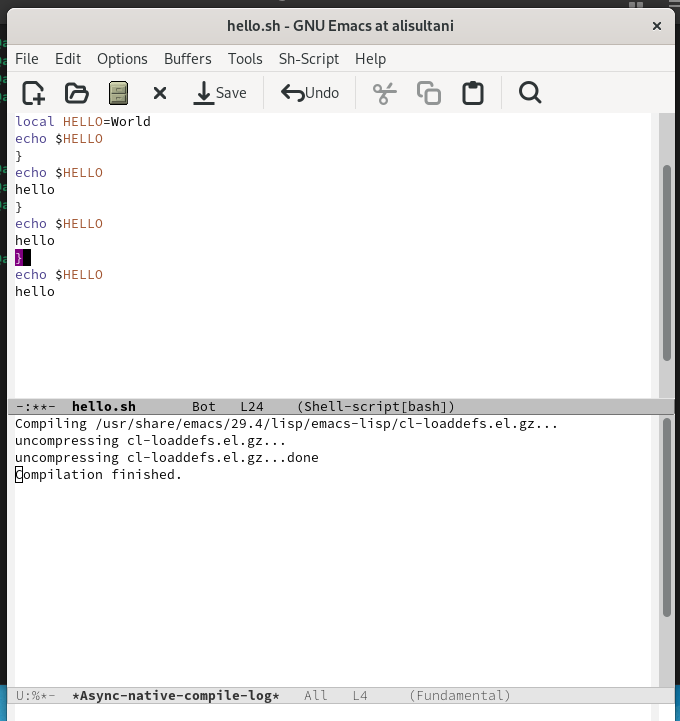 hello.sh - GNU Emacs at alisultani
File Edit Options Buffers Tools Sh-Script Help
Save Undo
local HELLO=World
echo $HELLO
}
echo $HELLO
hello
}
echo $HELLO
hello
}
echo $HELLO
hello
-:**- hello.sh Bot L24 (Shell-script[bash])
Compiling /usr/share/emacs/29.4/lisp/emacs-lisp/cl-loaddefs.el.gz...
uncompressing cl-loaddefs.el.gz...
uncompressing cl-loaddefs.el.gz...done
Compilation finished.
U:%*- *Async-native-compile-log* All L4 (Fundamental)